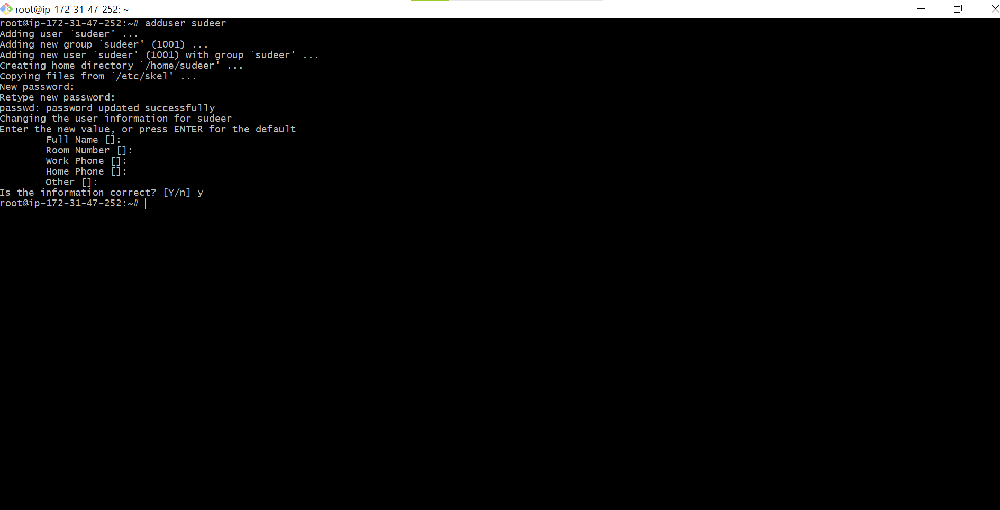 root@ip-172-31-47-252: ~
root@ip-172-31-47-252:~# adduser sudeer
Adding user `sudeer' ...
Adding new group `sudeer' (1001) ...
Adding new user `sudeer' (1001) with group `sudeer' ...
Creating home directory `/home/sudeer' ...
Copying files from `/etc/skel' ...
New password:
Retype new password:
passwd: password updated successfully
Changing the user information for sudeer
Enter the new value, or press ENTER for the default
        Full Name []:
        Room Number []:
        Work Phone []:
        Home Phone []:
        Other []:
Is the information correct? [Y/n] y
root@ip-172-31-47-252:~#